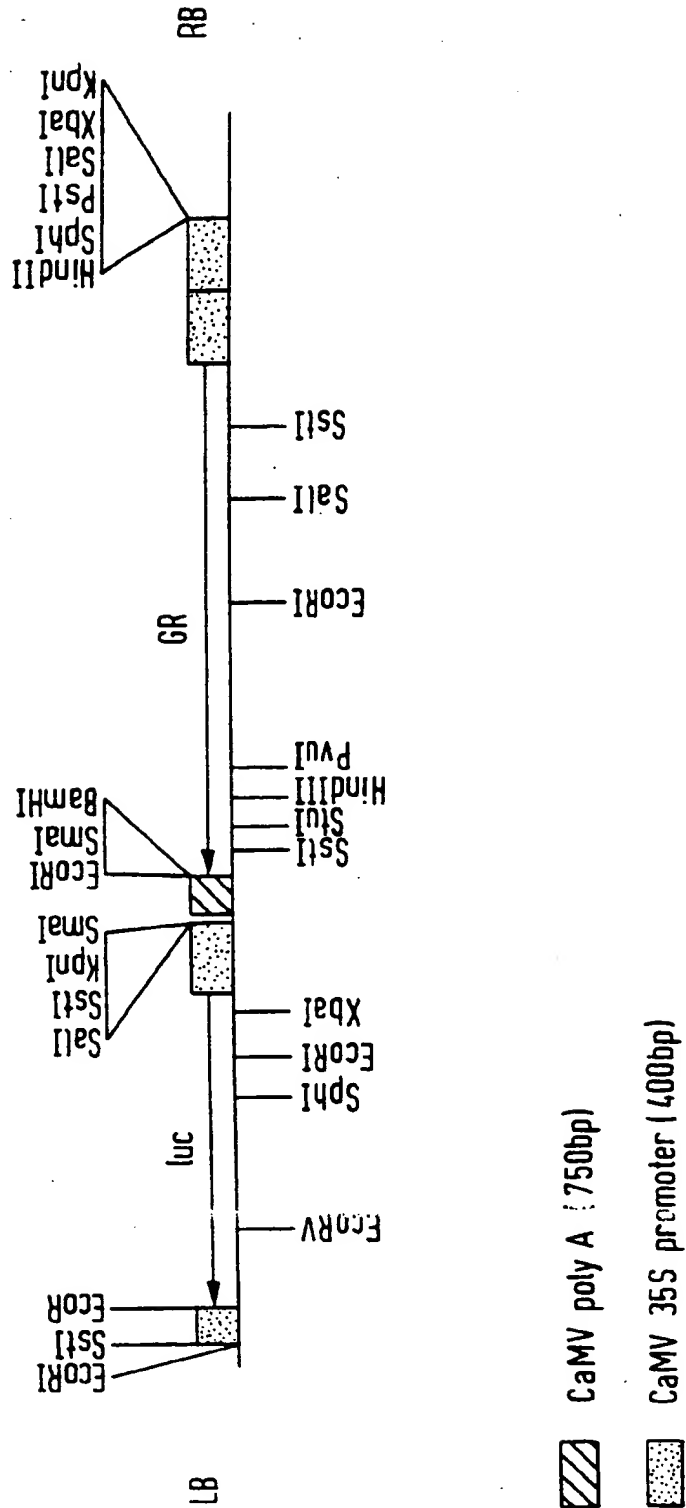 EcoRI
SstI
EcoR
SalI
SstI
KpnI
SmaI
EcoRI
SmaI
BamHI
HindII
SphI
PstI
SalI
XbaI
KpnI
LB
luc
GR
RB
EcoRV
SphI
EcoRI
XbaI
SstI
StuI
HindIII
PvuI
EcoRI
SalI
SstI
CaMV poly A (750bp)
CaMV 35S promoter (400bp)